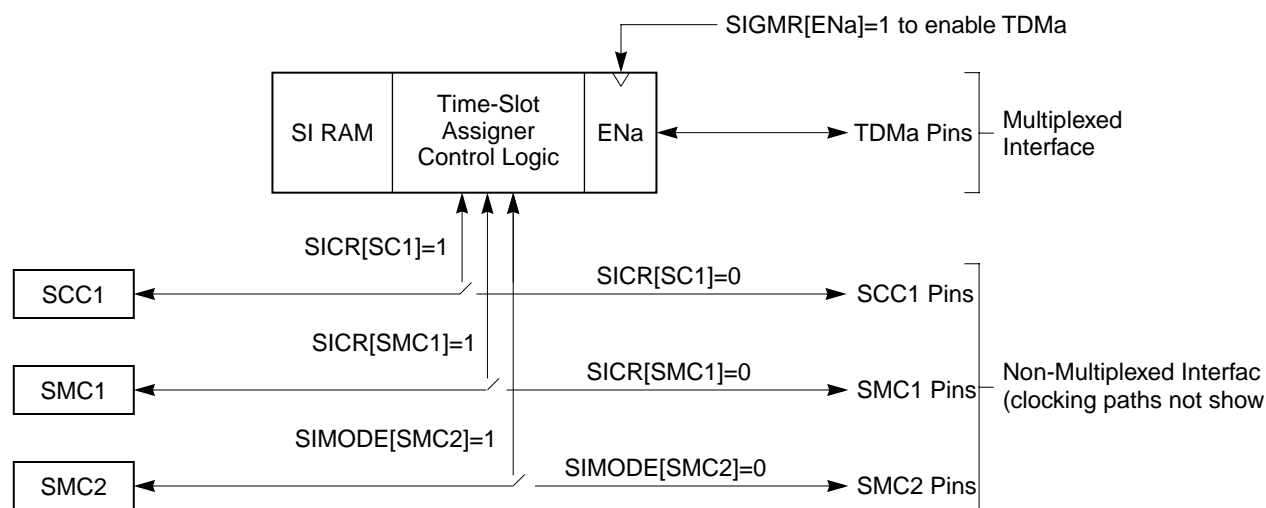 SIGMR[ENa]=1 to enable TDMa
SI RAM
Time-Slot
Assigner
Control Logic
ENa
TDMa Pins
Multiplexed
Interface
SICR[SC1]=1
SCC1
SICR[SC1]=0
SCC1 Pins
SICR[SMC1]=1
SMC1
SICR[SMC1]=0
SMC1 Pins
Non-Multiplexed Interfac
(clocking paths not show
SIMODE[SMC2]=1
SMC2
SIMODE[SMC2]=0
SMC2 Pins